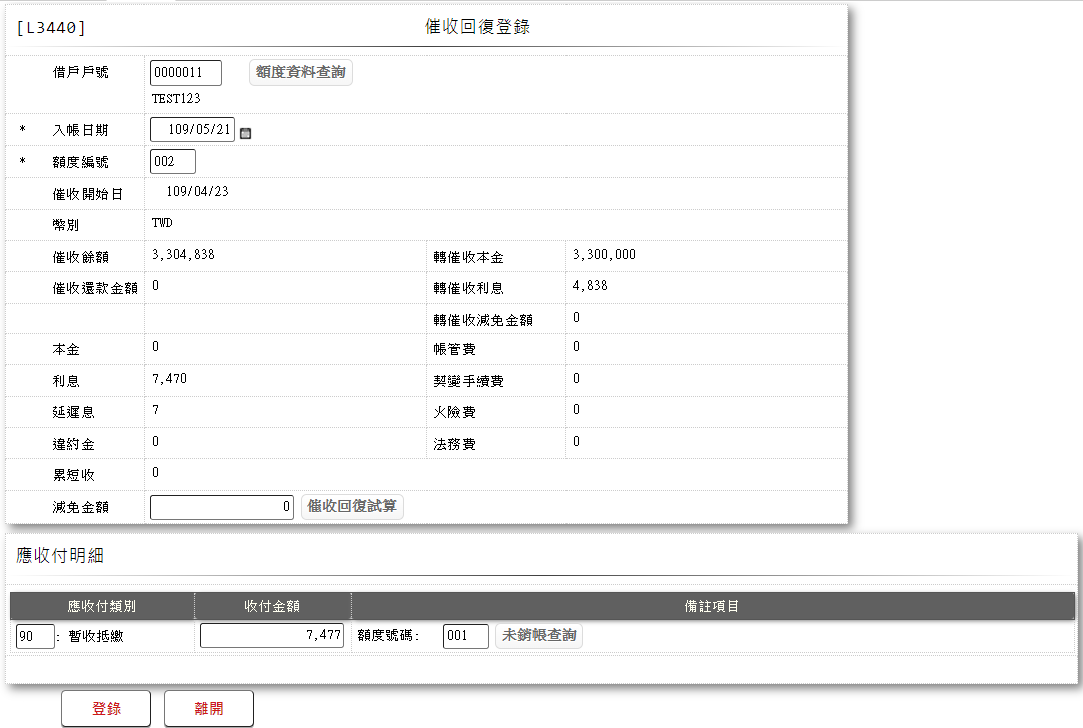 [L3440] 催收回復登錄
借戶戶號 0000011 額度資料查詢
TEST123
* 入帳日期 109/05/21
* 額度編號 002
催收開始日 109/04/23
幣別 TWD
催收餘額 3,304,838 轉催收本金 3,300,000
催收還款金額 0 轉催收利息 4,838
轉催收減免金額 0
本金 0 帳管費 0
利息 7,470 契變手續費 0
延遲息 7 火險費 0
違約金 0 法務費 0
累短收 0
減免金額 0 催收回復試算
應收付明細
應收付類別 收付金額 備註項目
90 : 暫收抵繳 7,477 額度號碼: 001 未銷帳查詢
登錄 離開